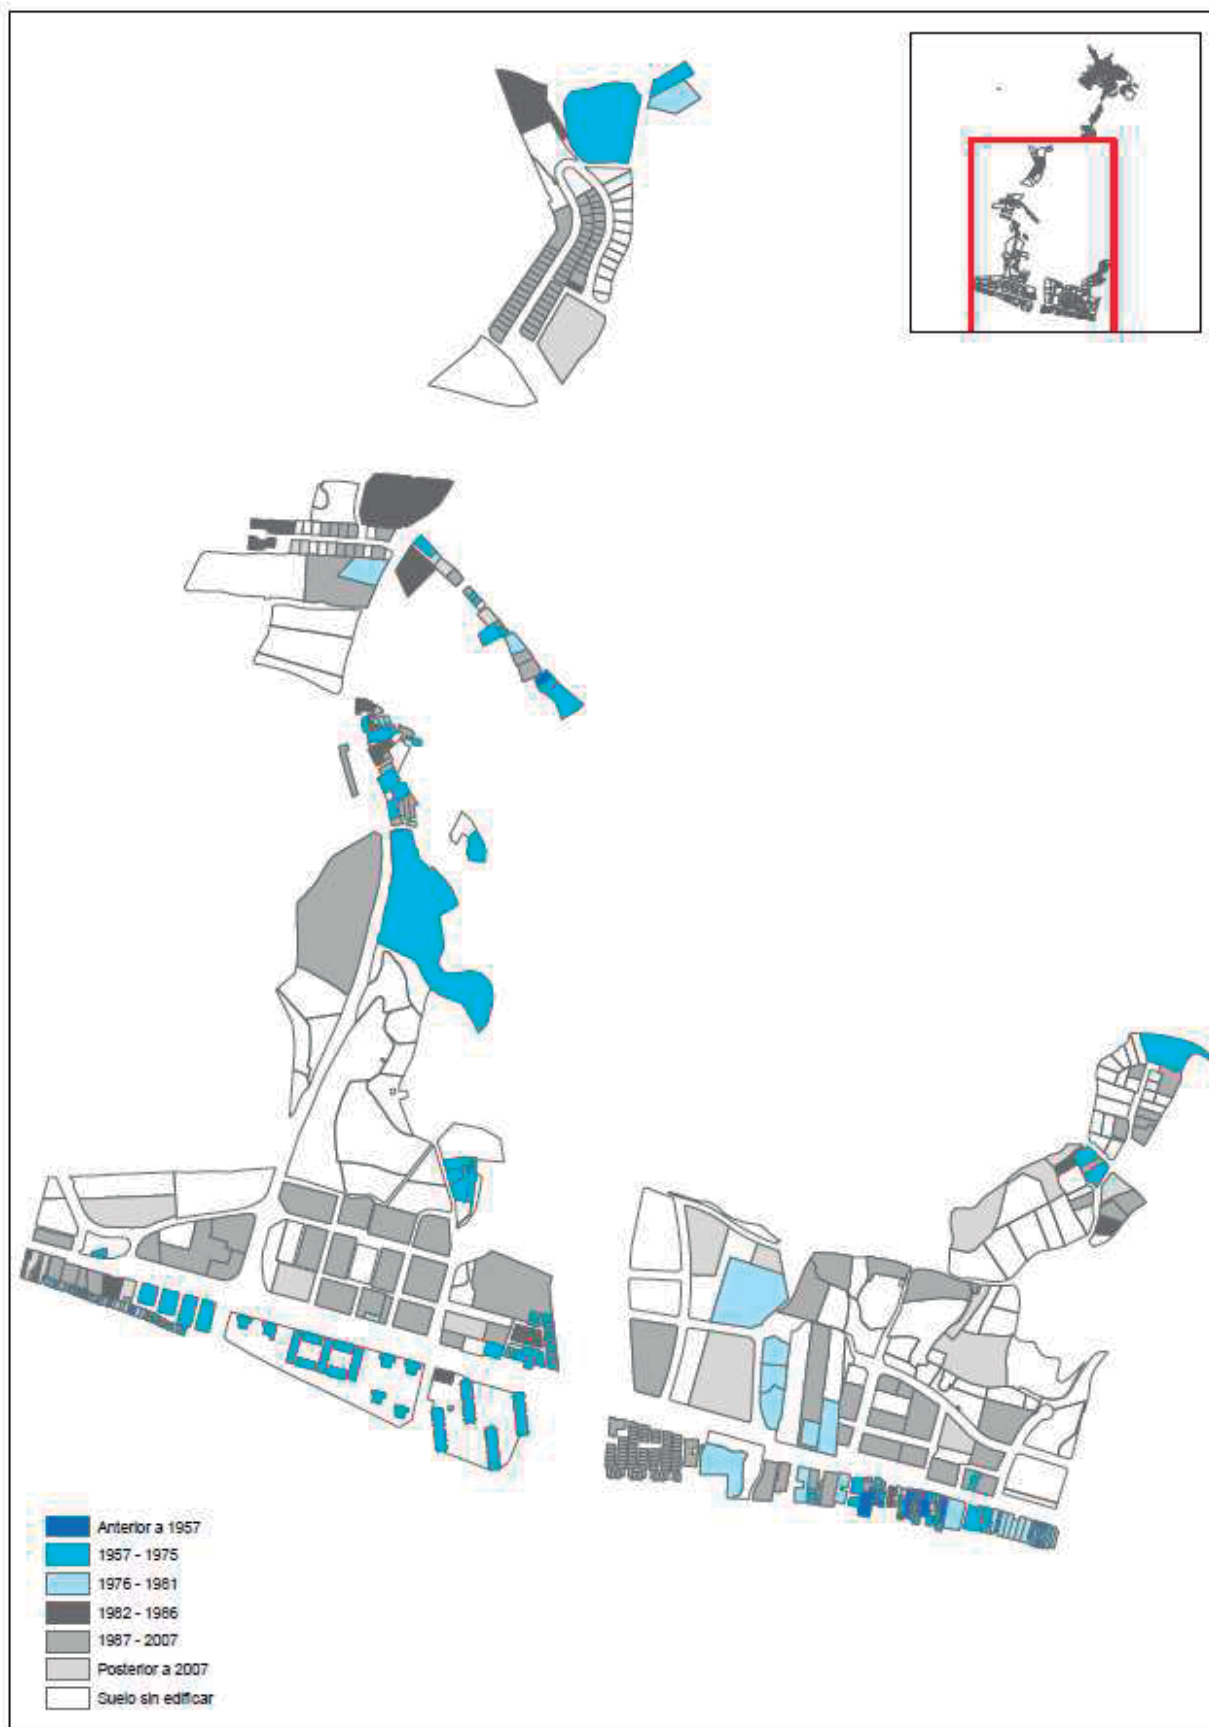 Anterior a 1957
1957 - 1975
1976 - 1981
1982 - 1986
1987 - 2007
Posterior a 2007
Suelo sin edificar